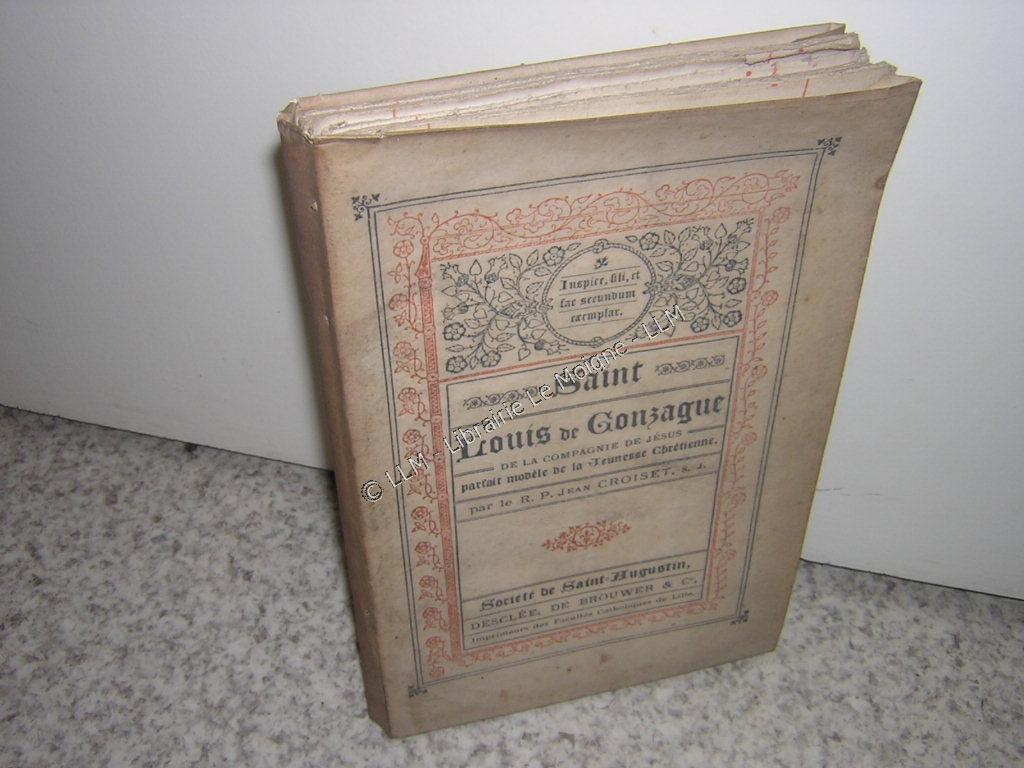 Inspice, fili, et
fac secundum
exemplar.
Saint
Louis de Gonzague
DE LA COMPAGNIE DE JÉSUS
parfait modèle de la Jeunesse Chrétienne,
par le R. P. JEAN CROISET, S. J.
Société de Saint-Augustin,
DESCLÉE, DE BROUWER & Cie,
Imprimeurs des Facultés Catholiques de Lille.
© LLM - Librairie Le Moigne - LLM